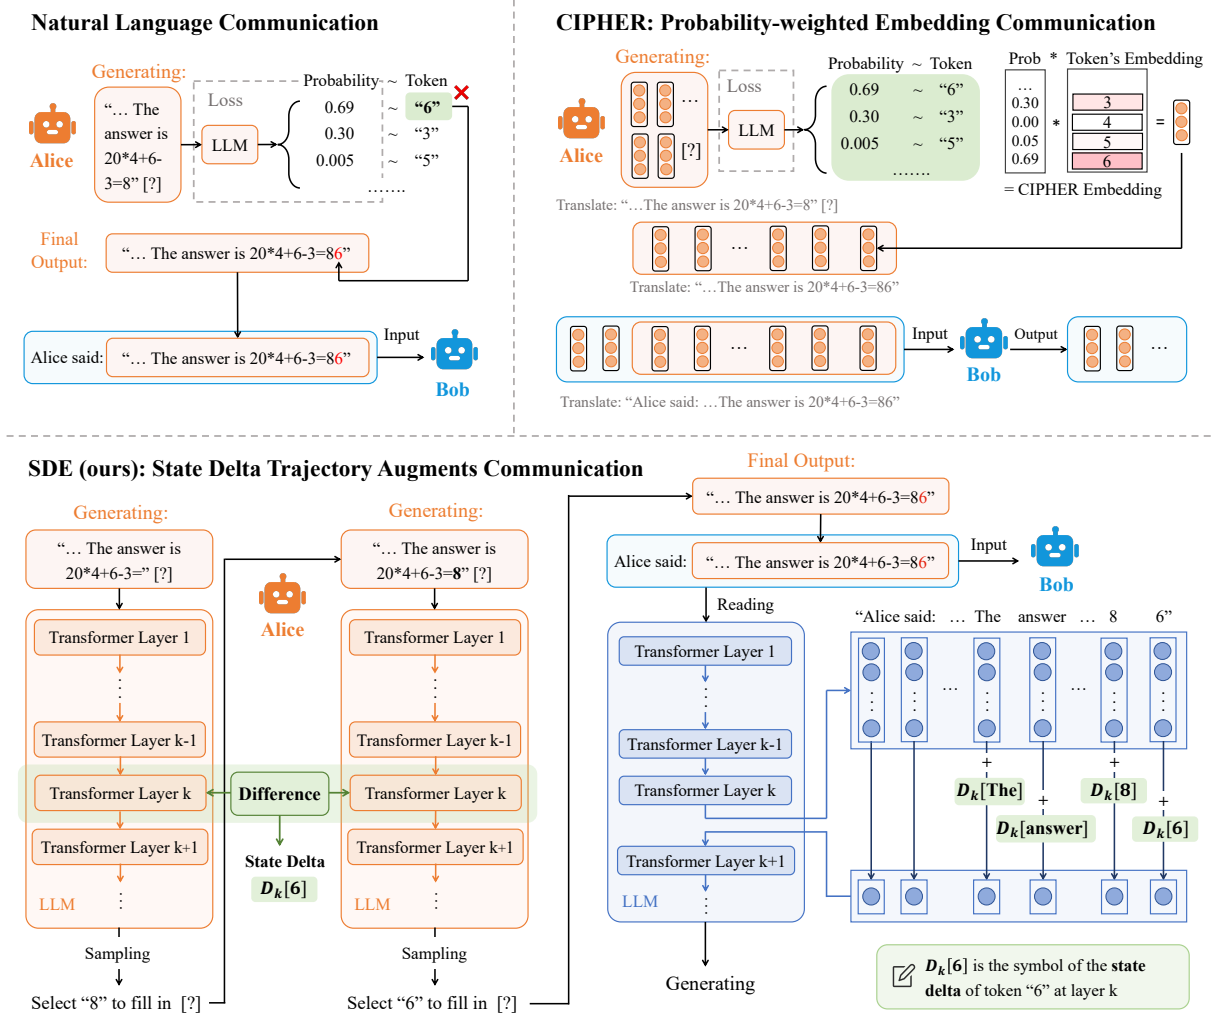 Natural Language Communication
Generating:
Probability ~ Token
Loss
“… The
answer is
20*4+6-
3=8” [?]
Alice
LLM
0.69 ~ “6”
0.30 ~ “3”
0.005 ~ “5”
…….
Final
Output:
“… The answer is 20*4+6-3=86”
Alice said:
“… The answer is 20*4+6-3=86”
Input
Bob
CIPHER: Probability-weighted Embedding Communication
Generating:
Alice
…
[?]
Loss
LLM
Probability ~ Token
0.69 ~ “6”
0.30 ~ “3”
0.005 ~ “5”
…….
Prob * Token’s Embedding
…
0.30
0.00
0.05
0.69
*
3
4
5
6
=
= CIPHER Embedding
Translate: “…The answer is 20*4+6-3=8” [?]
…
Translate: “…The answer is 20*4+6-3=86”
…
Input
Bob
Output
…
Translate: “Alice said: …The answer is 20*4+6-3=86”
SDE (ours): State Delta Trajectory Augments Communication
Generating:
“… The answer is
20*4+6-3=” [?]
Transformer Layer 1
Transformer Layer k-1
Transformer Layer k
Transformer Layer k+1
LLM
Sampling
Select “8” to fill in [?]
Alice
Difference
State Delta
Dk[6]
Generating:
“… The answer is
20*4+6-3=8” [?]
Transformer Layer 1
Transformer Layer k-1
Transformer Layer k
Transformer Layer k+1
LLM
Sampling
Select “6” to fill in [?]
Final Output:
“… The answer is 20*4+6-3=86”
Alice said:
“… The answer is 20*4+6-3=86”
Input
Bob
Reading
Transformer Layer 1
Transformer Layer k-1
Transformer Layer k
Transformer Layer k+1
LLM
Generating
“Alice said: … The answer … 8 6”
… …
+ + + +
Dk[The] Dk[8]
Dk[answer] Dk[6]
Dk[6] is the symbol of the state
delta of token “6” at layer k